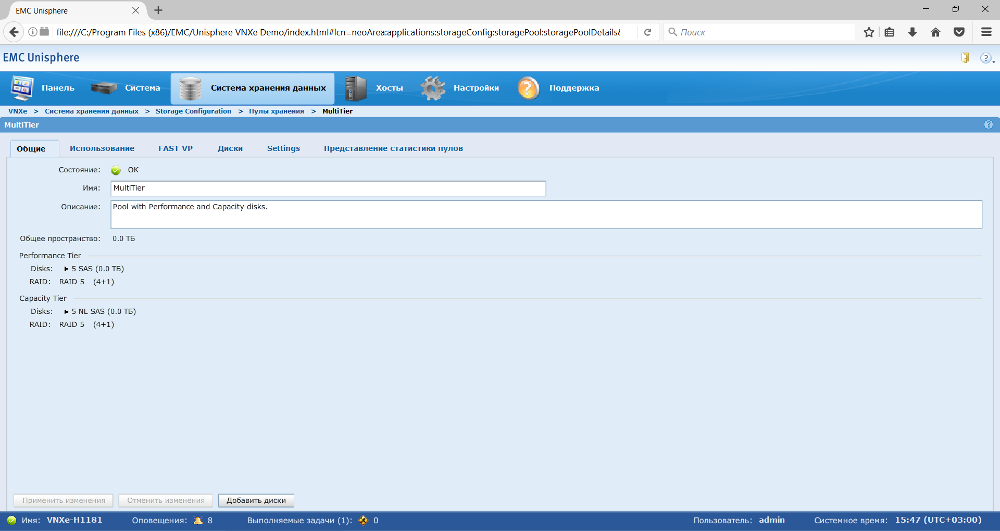 EMC Unisphere
file:///C:/Program Files (x86)/EMC/Unisphere VNXe Demo/index.html#lcn=neoArea:applications:storageConfig:storagePool:storagePoolDetails&
Поиск
EMC Unisphere
Панель Система Система хранения данных Хосты Настройки Поддержка
VNXe > Система хранения данных > Storage Configuration > Пулы хранения > MultiTier
MultiTier
Общие Использование FAST VP Диски Settings Представление статистики пулов
Состояние: OK
Имя: MultiTier
Описание: Pool with Performance and Capacity disks.
Общее пространство: 0.0 ТБ
Performance Tier
Disks: 5 SAS (0.0 ТБ)
RAID: RAID 5 (4+1)
Capacity Tier
Disks: 5 NL SAS (0.0 ТБ)
RAID: RAID 5 (4+1)
Применить изменения Отменить изменения Добавить диски
Имя: VNXe-H1181 Оповещения: 8 Выполняемые задачи (1): 0 Пользователь: admin Системное время: 15:47 (UTC+03:00)